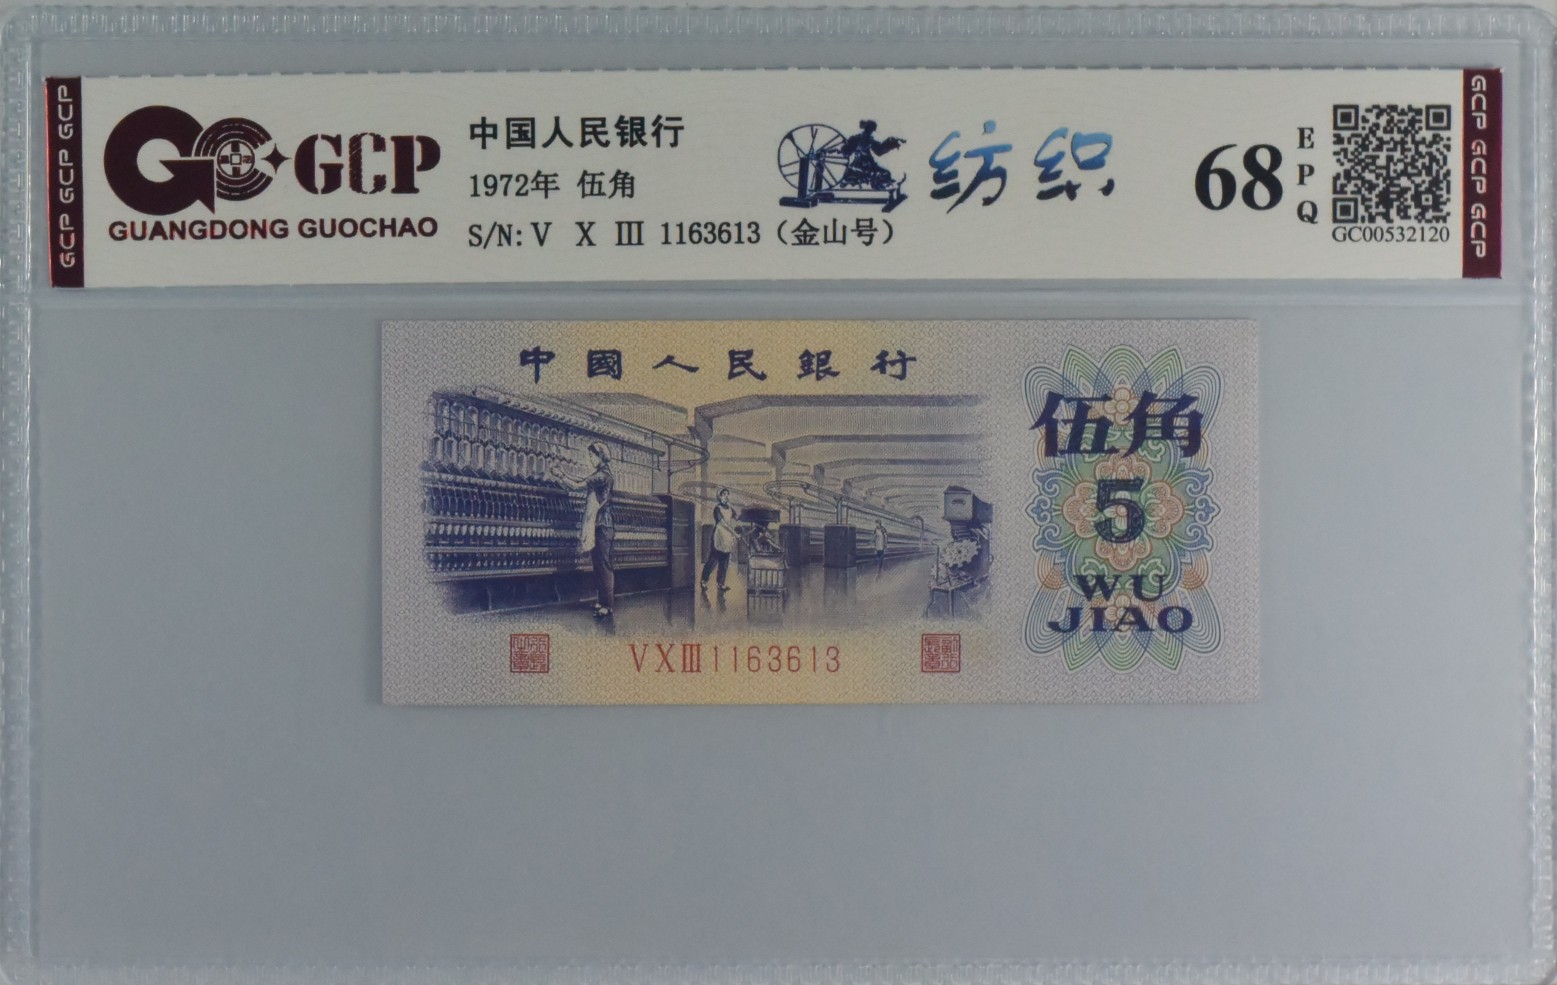 GCP GCP GCP
GCP
GUANGDONG GUOCHAO
中国人民银行
1972年 伍角
S/N: V X Ⅲ 1163613（金山号）
纺织
68
EPQ
GC00532120
GCP GCP GCP
中國人民銀行
伍角
5
WU
JIAO
VXⅢ1163613